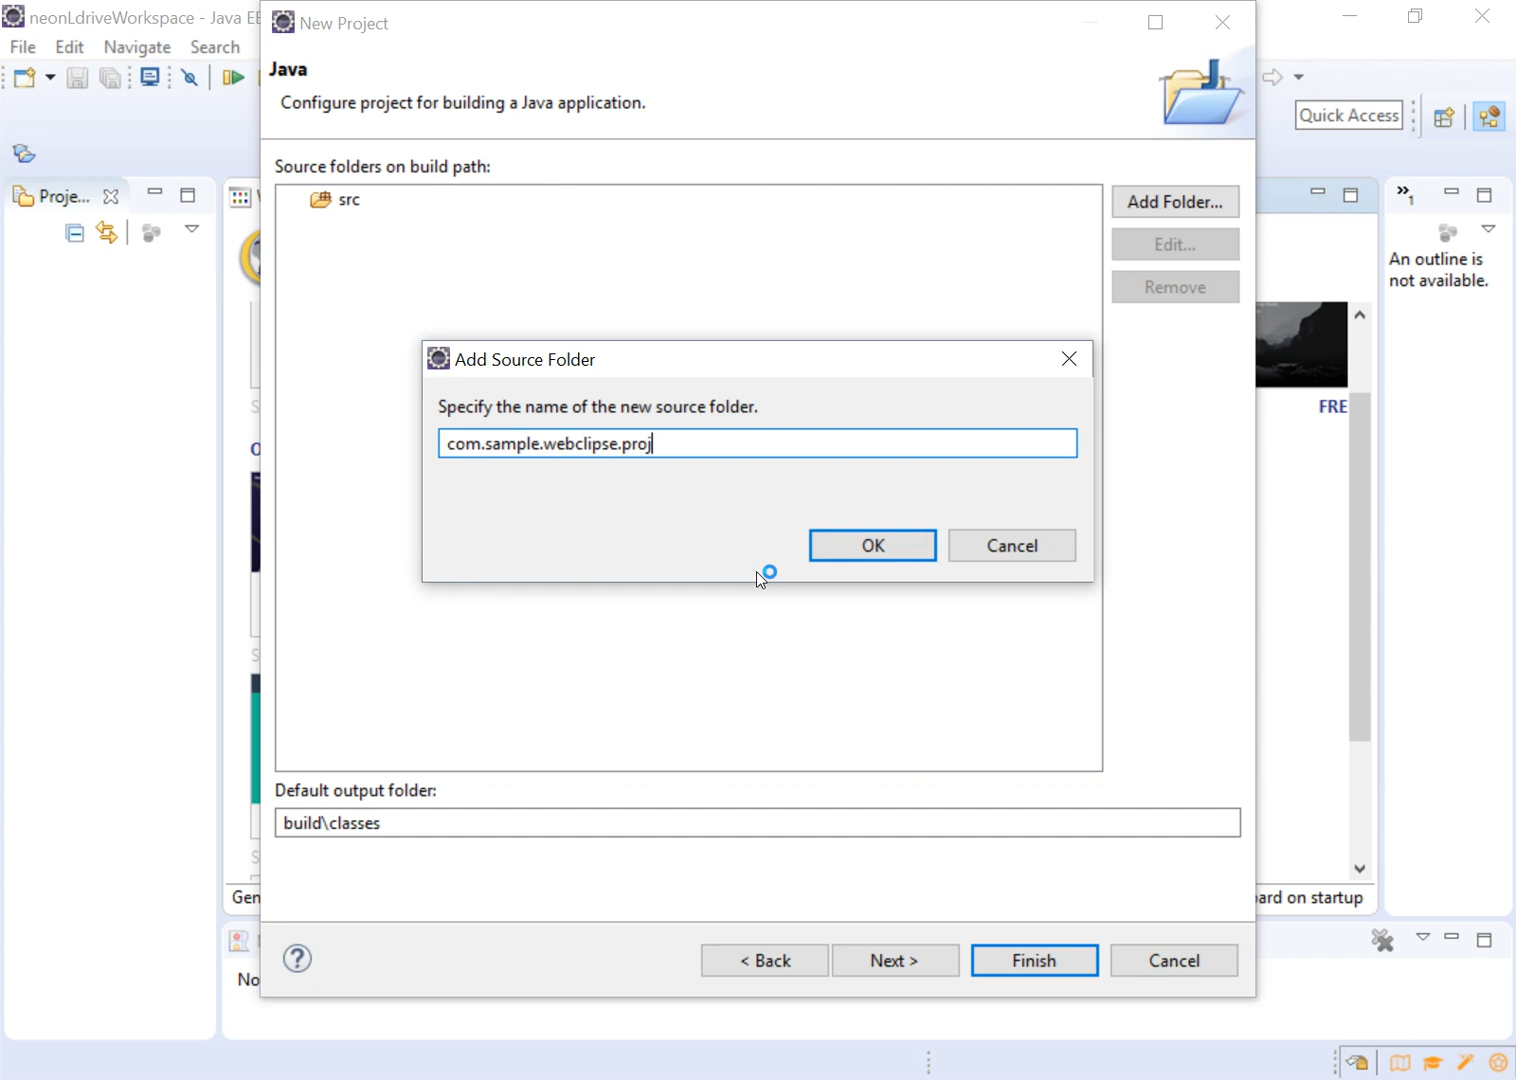 neonLdriveWorkspace - Java EE
New Project
File Edit Navigate Search
Java
Configure project for building a Java application.
Quick Access
Source folders on build path:
Proje...
src
Add Folder...
Edit...
Remove
»1
An outline is
not available.
Add Source Folder
Specify the name of the new source folder.
com.sample.webclipse.proj
FRE
OK Cancel
Default output folder:
build\classes
Gen
ard on startup
No
? < Back Next > Finish Cancel